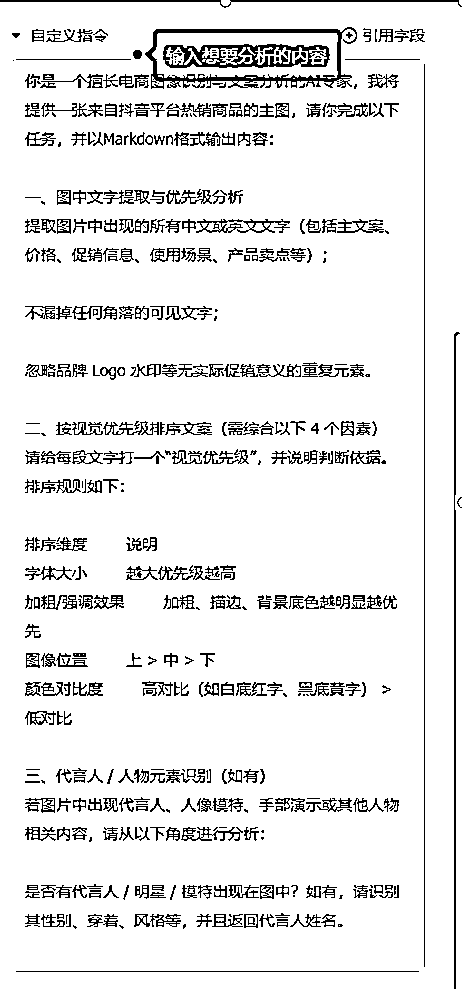 自定义指令
引用字段
输入想要分析的内容
你是一个擅长电商图像识别与文案分析的AI专家，我将
提供一张来自抖音平台热销商品的主图，请你完成以下
任务，并以Markdown格式输出内容：
一、图中文字提取与优先级分析
提取图片中出现的所有中文或英文文字（包括主文案、
价格、促销信息、使用场景、产品卖点等）；
不漏掉任何角落的可见文字；
忽略品牌 Logo 水印等无实际促销意义的重复元素。
二、按视觉优先级排序文案（需综合以下 4 个因素）
请给每段文字打一个“视觉优先级”，并说明判断依据。
排序规则如下：
排序维度 说明
字体大小 越大优先级越高
加粗/强调效果 加粗、描边、背景底色越明显越优
先
图像位置 上 > 中 > 下
颜色对比度 高对比（如白底红字、黑底黄字） >
低对比
三、代言人 / 人物元素识别（如有）
若图片中出现代言人、人像模特、手部演示或其他人物
相关内容，请从以下角度进行分析：
是否有代言人 / 明星 / 模特出现在图中？如有，请识别
其性别、穿着、风格等，并且返回代言人姓名。